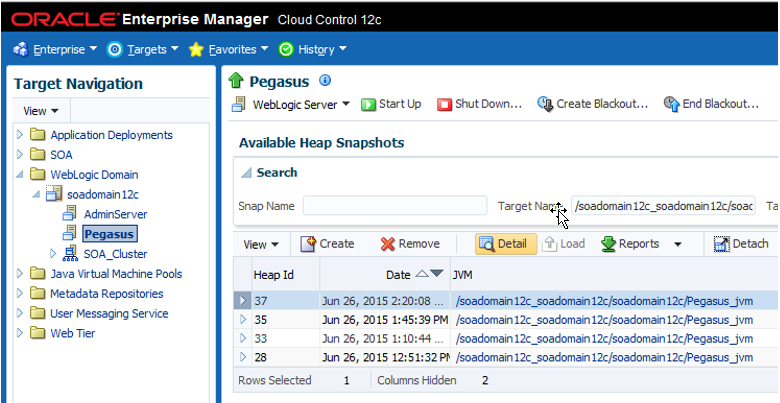 ORACLE Enterprise Manager Cloud Control 12c
Enterprise Targets Favorites History
Target Navigation
View
Application Deployments
SOA
WebLogic Domain
soadomain12c
AdminServer
Pegasus
SOA_Cluster
Java Virtual Machine Pools
Metadata Repositories
User Messaging Service
Web Tier
Pegasus
WebLogic Server Start Up Shut Down... Create Blackout... End Blackout...
Available Heap Snapshots
Search
Snap Name Target Name /soadomain12c_soadomain12c/soac Ta
View Create Remove Detail Load Reports Detach
Heap Id Date JVM
37 Jun 26, 2015 2:20:08 ... /soadomain12c_soadomain12c/soadomain12c/Pegasus_jvm
35 Jun 26, 2015 1:45:39 PM /soadomain12c_soadomain12c/soadomain12c/Pegasus_jvm
33 Jun 26, 2015 1:10:44 ... /soadomain12c_soadomain12c/soadomain12c/Pegasus_jvm
28 Jun 26, 2015 12:51:32 PM /soadomain12c_soadomain12c/soadomain12c/Pegasus_jvm
Rows Selected 1 Columns Hidden 2